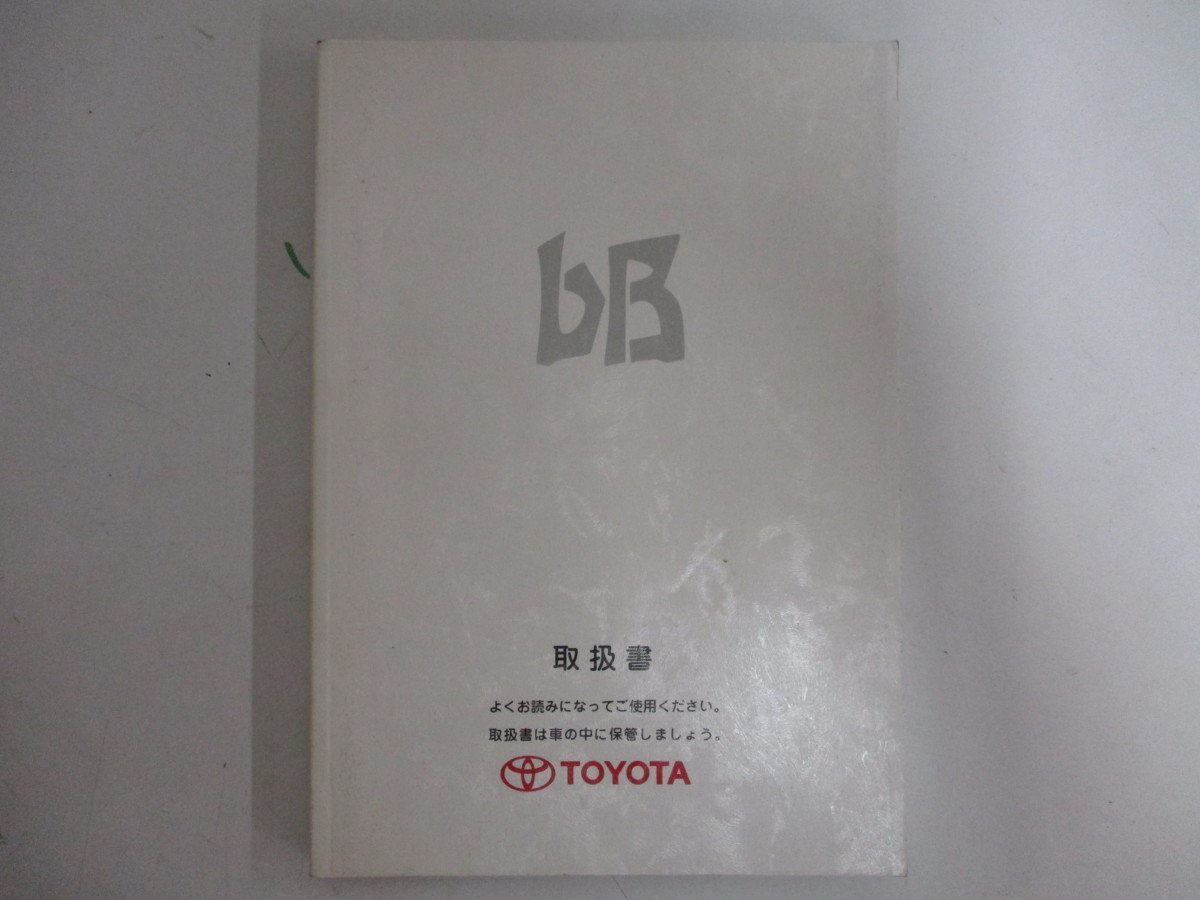 bB
取扱書
よくお読みになってご使用ください。
取扱書は車の中に保管しましょう。
TOYOTA